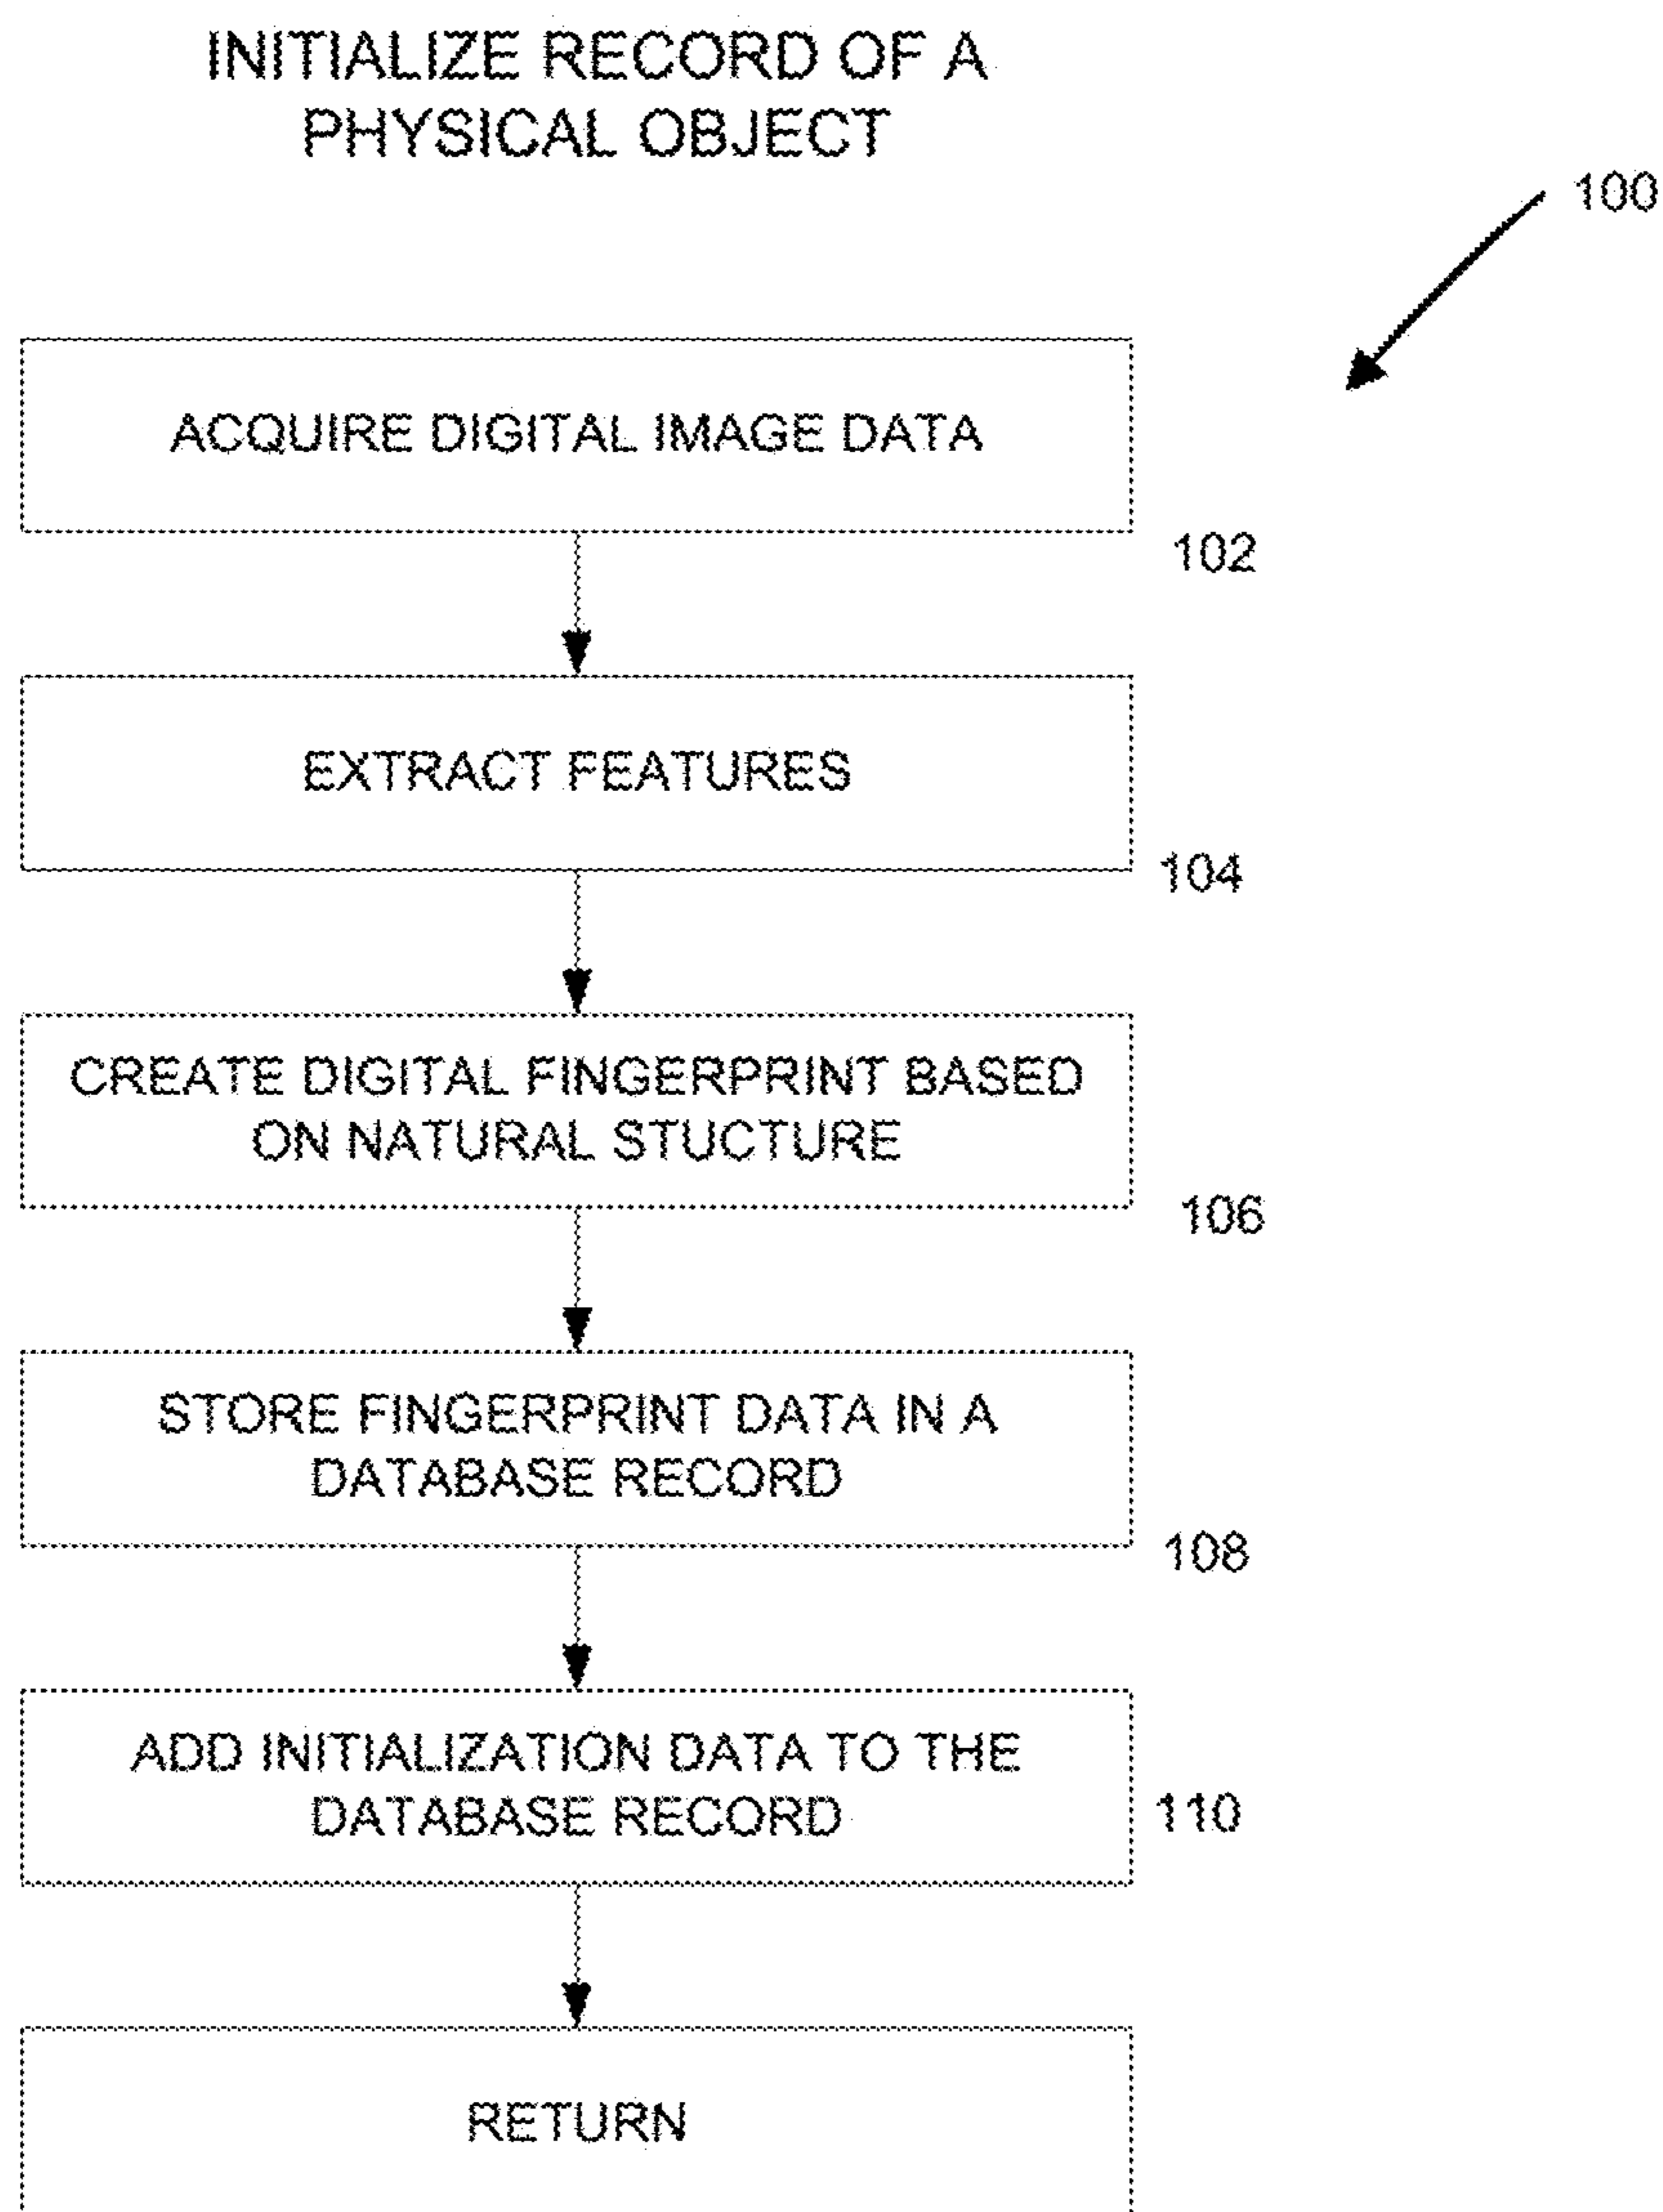 INITIALIZE RECORD OF A
PHYSICAL OBJECT
100
ACQUIRE DIGITAL IMAGE DATA
102
EXTRACT FEATURES
104
CREATE DIGITAL FINGERPRINT BASED
ON NATURAL STUCTURE
106
STORE FINGERPRINT DATA IN A
DATABASE RECORD
108
ADD INITIALIZATION DATA TO THE
DATABASE RECORD
110
RETURN